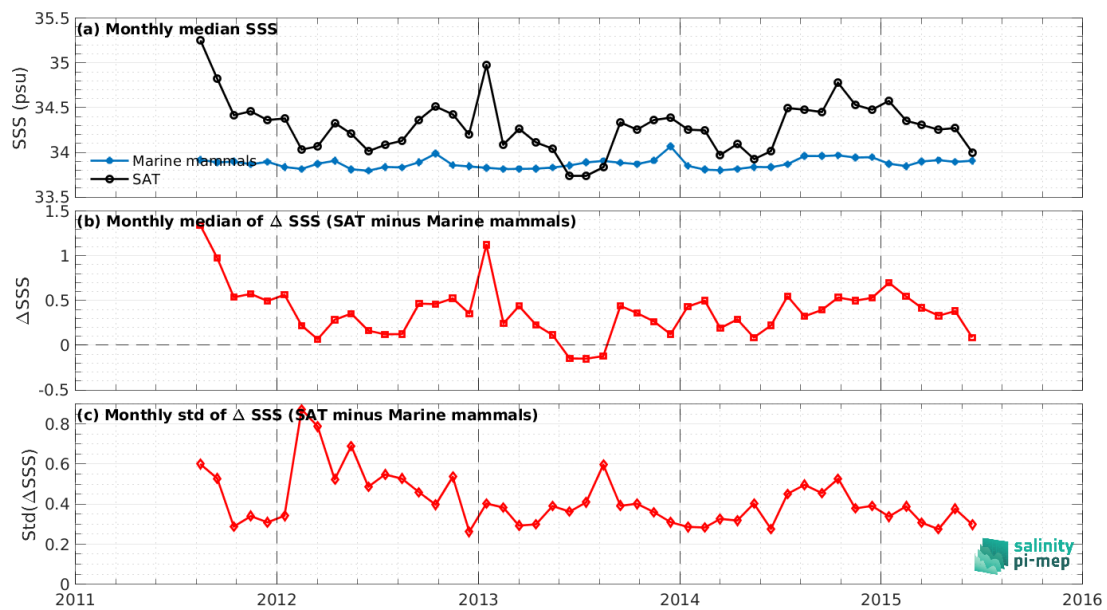 (a) Monthly median SSS
35.5
35
34.5
34
33.5
SSS (psu)
Marine mammals
SAT
(b) Monthly median of Δ SSS (SAT minus Marine mammals)
1.5
1
0.5
0
-0.5
ΔSSS
(c) Monthly std of Δ SSS (SAT minus Marine mammals)
0.8
0.6
0.4
0.2
0
Std(ΔSSS)
2011 2012 2013 2014 2015 2016
salinity
pi-mep